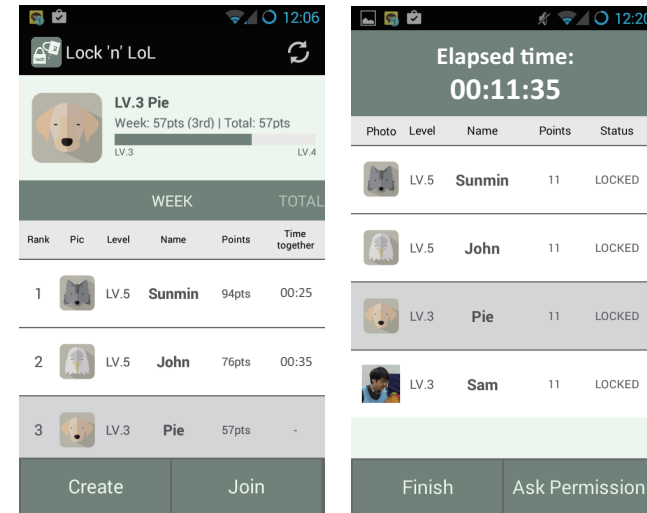 12:06
Lock 'n' LoL
LV.3 Pie
Week: 57pts (3rd) | Total: 57pts
LV.3 LV.4
WEEK TOTAL
Rank Pic Level Name Points Time together
1 LV.5 Sunmin 94pts 00:25
2 LV.5 John 76pts 00:35
3 LV.3 Pie 57pts -
Create Join
12:20
Elapsed time:
00:11:35
Photo Level Name Points Status
LV.5 Sunmin 11 LOCKED
LV.5 John 11 LOCKED
LV.3 Pie 11 LOCKED
LV.3 Sam 11 LOCKED
Finish Ask Permission